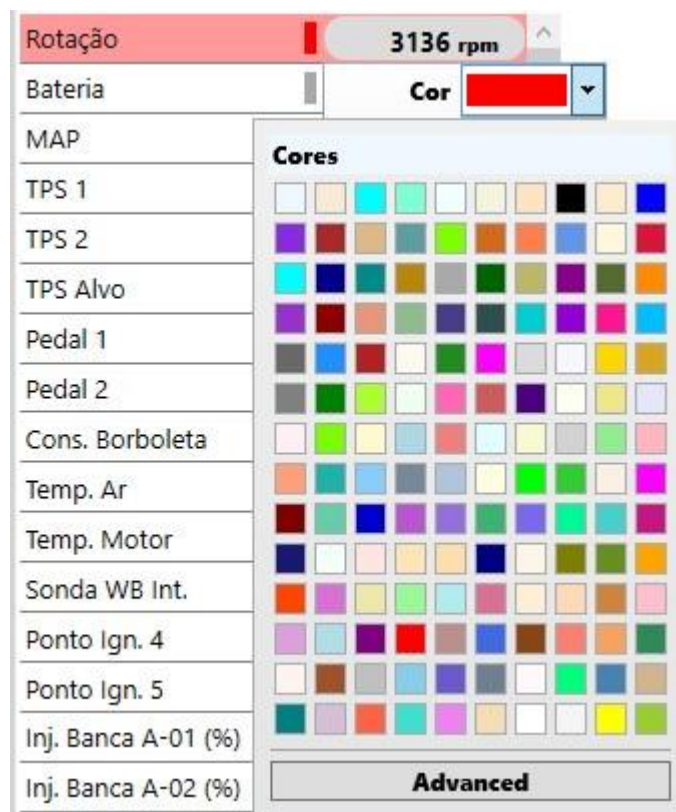 Rotação 3136 rpm
Bateria Cor
MAP
Cores
TPS 1
TPS 2
TPS Alvo
Pedal 1
Pedal 2
Cons. Borboleta
Temp. Ar
Temp. Motor
Sonda WB Int.
Ponto Ign. 4
Ponto Ign. 5
Inj. Banca A-01 (%)
Inj. Banca A-02 (%)
Advanced